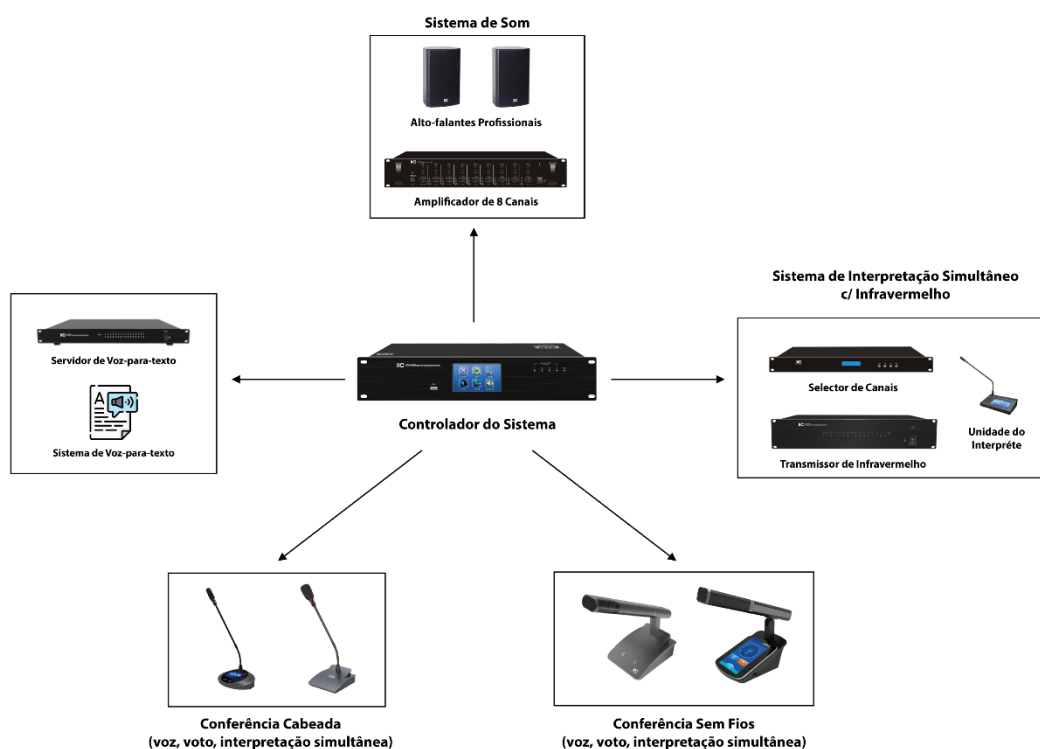 Sistema de Som
Alto-falantes Profissionais
Amplificador de 8 Canais
Sistema de Interpretação Simultâneo
c/ Infravermelho
Servidor de Voz-para-texto
A
Sistema de Voz-para-texto
Controlador do Sistema
Selector de Canais
Transmissor de Infravermelho
Unidade do
Interpréte
Conferência Cabeada
(voz, voto, interpretação simultânea)
Conferência Sem Fios
(voz, voto, interpretação simultânea)